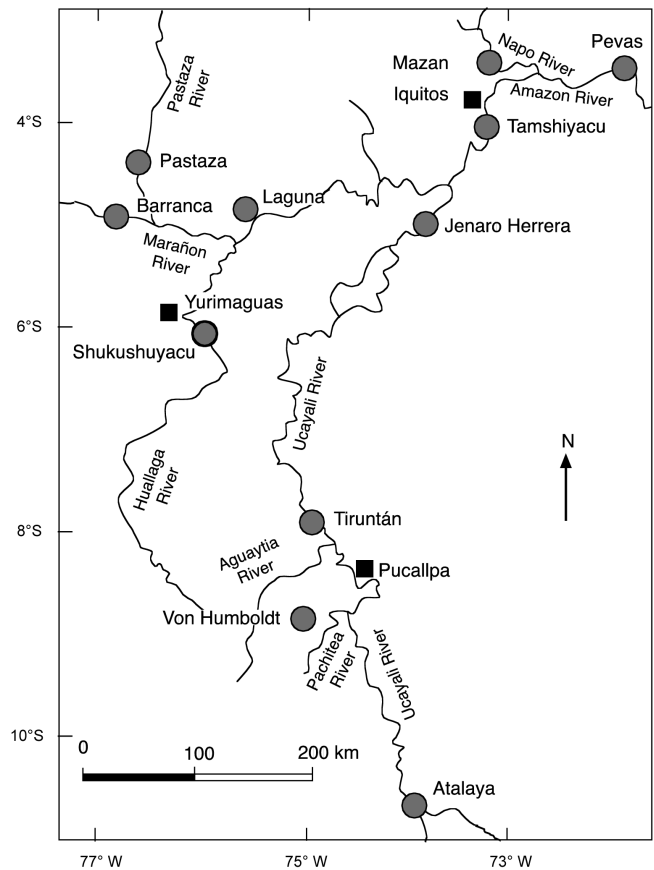 Pevas
Napo River
Mazan
Iquitos
Amazon River
Pastaza
River
4°S
Tamshiyacu
Pastaza
Laguna
Barranca
Jenaro Herrera
Marañon
River
Yurimaguas
6°S
Shukushuyacu
Ucayali River
N
Huallaga
River
Tiruntán
8°S
Aguaytia
River
Pucallpa
Von Humboldt
Pachitea
River
Ucayali River
10°S
0
100
200 km
Atalaya
77° W
75° W
73° W